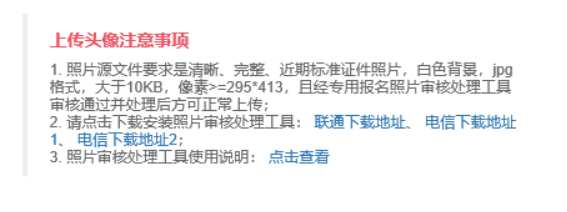 上传头像注意事项
1. 照片源文件要求是清晰、完整、近期标准证件照片，白色背景，jpg
格式，大于10KB，像素>=295*413，且经专用报名照片审核处理工具
审核通过并处理后方可正常上传；
2. 请点击下载安装照片审核处理工具： 联通下载地址、 电信下载地址
1、 电信下载地址2；
3. 照片审核处理工具使用说明： 点击查看